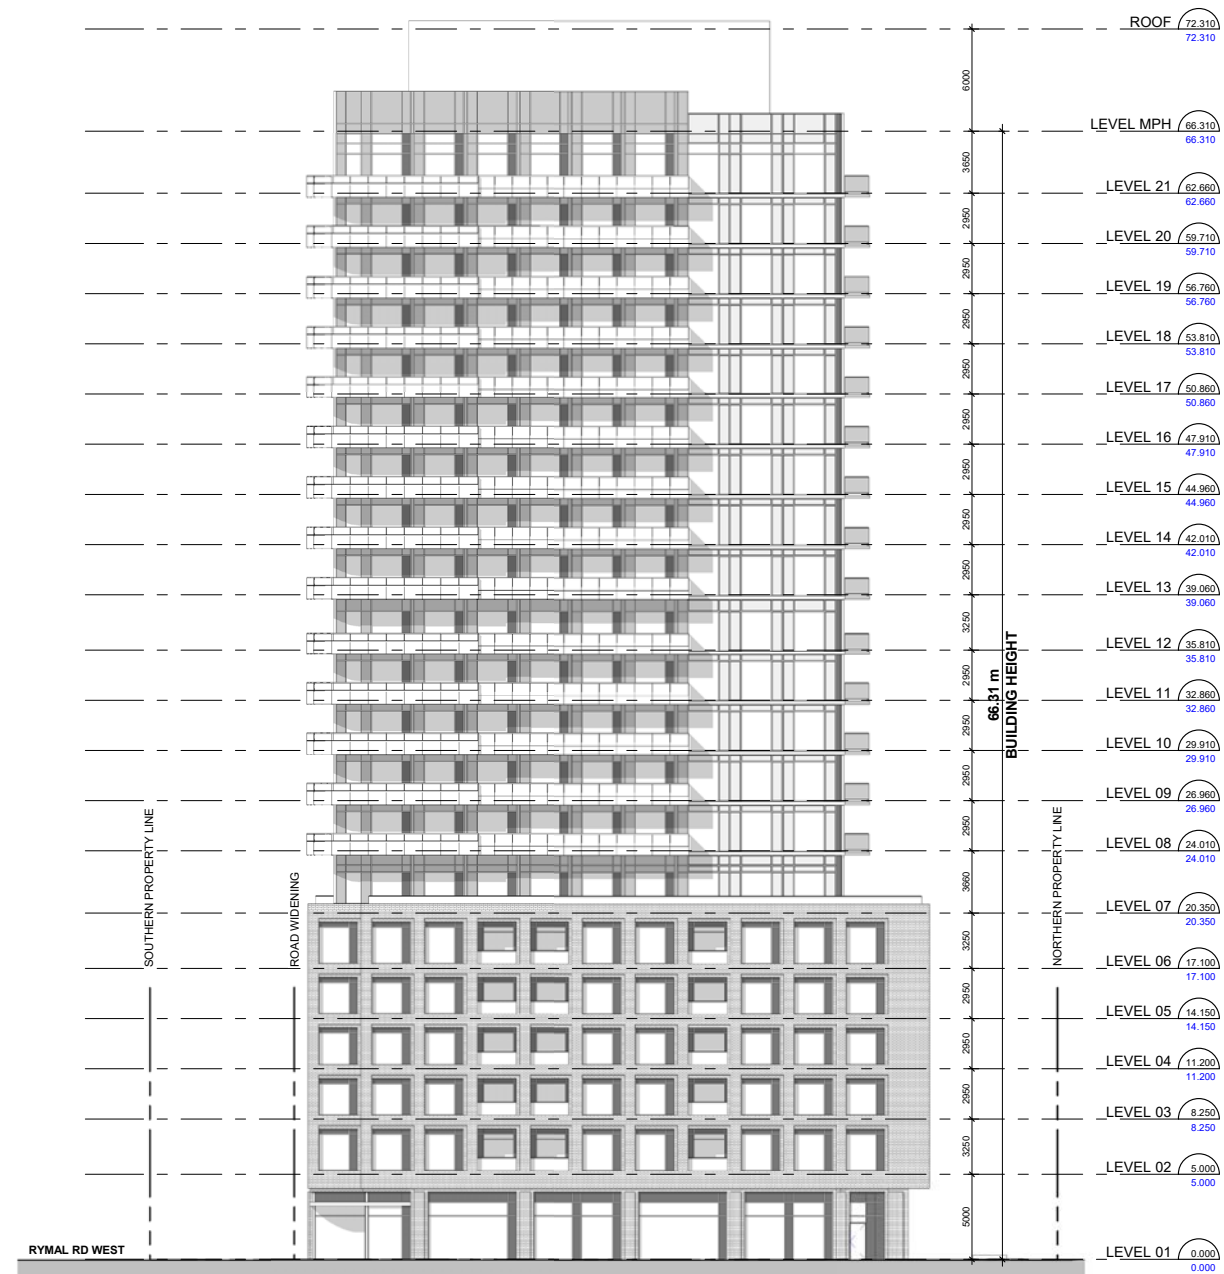 ROOF 72.310
72.310
6000
LEVEL MPH 66.310
66.310
3650
LEVEL 21 62.660
62.660
2950
LEVEL 20 59.710
59.710
2950
LEVEL 19 56.760
56.760
2950
LEVEL 18 53.810
53.810
2950
LEVEL 17 50.860
50.860
2950
LEVEL 16 47.910
47.910
2950
LEVEL 15 44.960
44.960
2950
LEVEL 14 42.010
42.010
2950
LEVEL 13 39.060
39.060
3250
LEVEL 12 35.810
35.810
2950
66.31 m
BUILDING HEIGHT
LEVEL 11 32.860
32.860
2950
LEVEL 10 29.910
29.910
2950
LEVEL 09 26.960
26.960
2950
LEVEL 08 24.010
24.010
3660
SOUTHERN PROPERTY LINE
ROAD WIDENING
NORTHERN PROPERTY LINE
LEVEL 07 20.350
20.350
3250
LEVEL 06 17.100
17.100
2950
LEVEL 05 14.150
14.150
2950
LEVEL 04 11.200
11.200
2950
LEVEL 03 8.250
8.250
3250
LEVEL 02 5.000
5.000
5000
RYMAL RD WEST
LEVEL 01 0.000
0.000